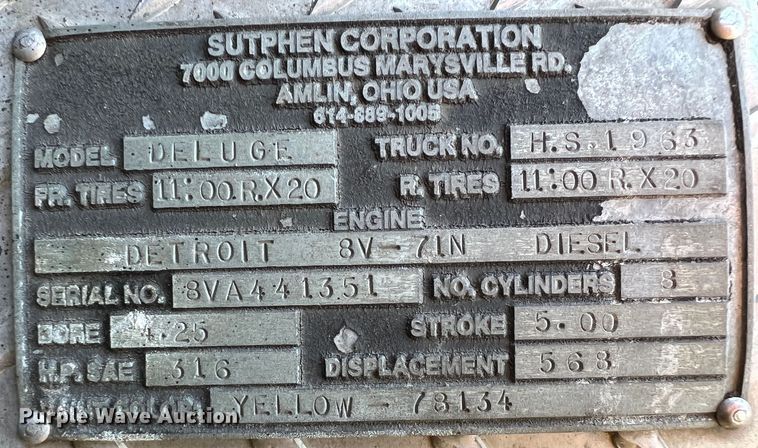 SUTPHEN CORPORATION
7000 COLUMBUS MARYSVILLE RD.
AMLIN, OHIO USA
614-889-1005
MODEL DELUGE TRUCK NO. H.S.1963
FR. TIRES 11:00 R.X20 R. TIRES 11:00 R.X20
ENGINE
DETROIT 8V-71N DIESEL
SERIAL NO. 8VA441351 NO. CYLINDERS 8
BORE 4.25 STROKE 5.00
H.P. SAE 316 DISPLACEMENT 568
YELLOW - 78134
Purple Wave Auction